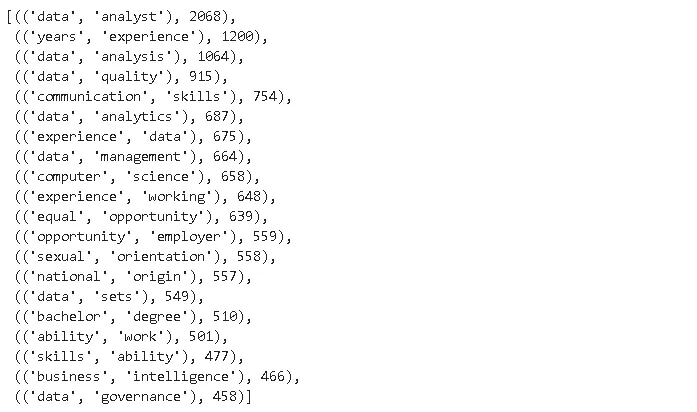 [(('data', 'analyst'), 2068),
(('years', 'experience'), 1200),
(('data', 'analysis'), 1064),
(('data', 'quality'), 915),
(('communication', 'skills'), 754),
(('data', 'analytics'), 687),
(('experience', 'data'), 675),
(('data', 'management'), 664),
(('computer', 'science'), 658),
(('experience', 'working'), 648),
(('equal', 'opportunity'), 639),
(('opportunity', 'employer'), 559),
(('sexual', 'orientation'), 558),
(('national', 'origin'), 557),
(('data', 'sets'), 549),
(('bachelor', 'degree'), 510),
(('ability', 'work'), 501),
(('skills', 'ability'), 477),
(('business', 'intelligence'), 466),
(('data', 'governance'), 458)]